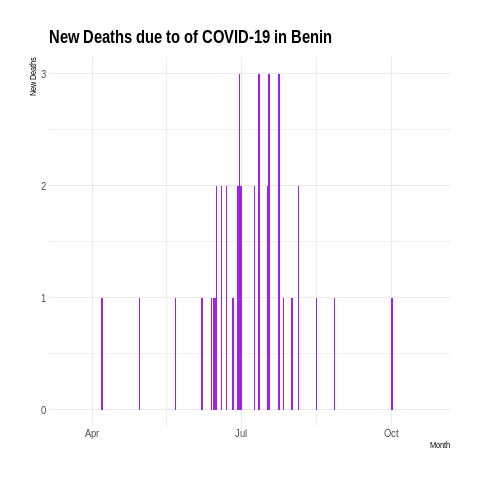 New Deaths due to of COVID-19 in Benin
New Deaths
3
2
1
0
Apr
Jul
Oct
Month